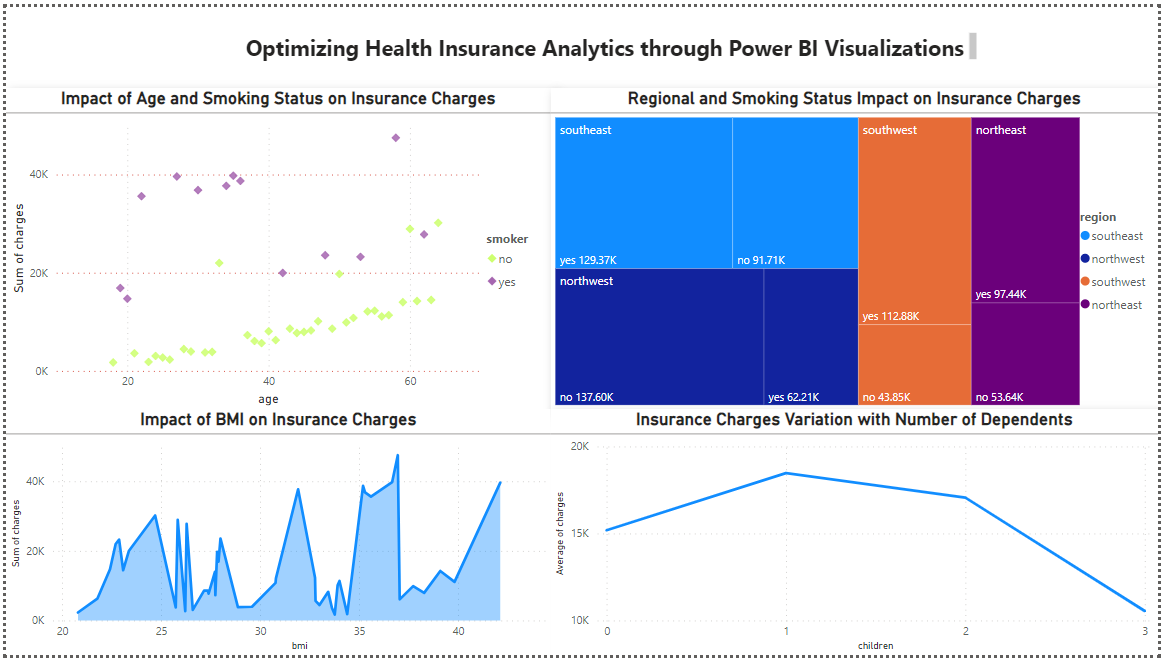 Optimizing Health Insurance Analytics through Power BI Visualizations
Impact of Age and Smoking Status on Insurance Charges
Sum of charges
40K
20K
0K
20
40
60
age
smoker
no
yes
Regional and Smoking Status Impact on Insurance Charges
southeast
yes 129.37K
no 91.71K
northwest
no 137.60K
yes 62.21K
southwest
yes 112.88K
no 43.85K
northeast
yes 97.44K
no 53.64K
region
southeast
northwest
southwest
northeast
Impact of BMI on Insurance Charges
Sum of charges
40K
20K
0K
20
25
30
35
40
bmi
Insurance Charges Variation with Number of Dependents
Average of charges
20K
15K
10K
0
1
2
3
children